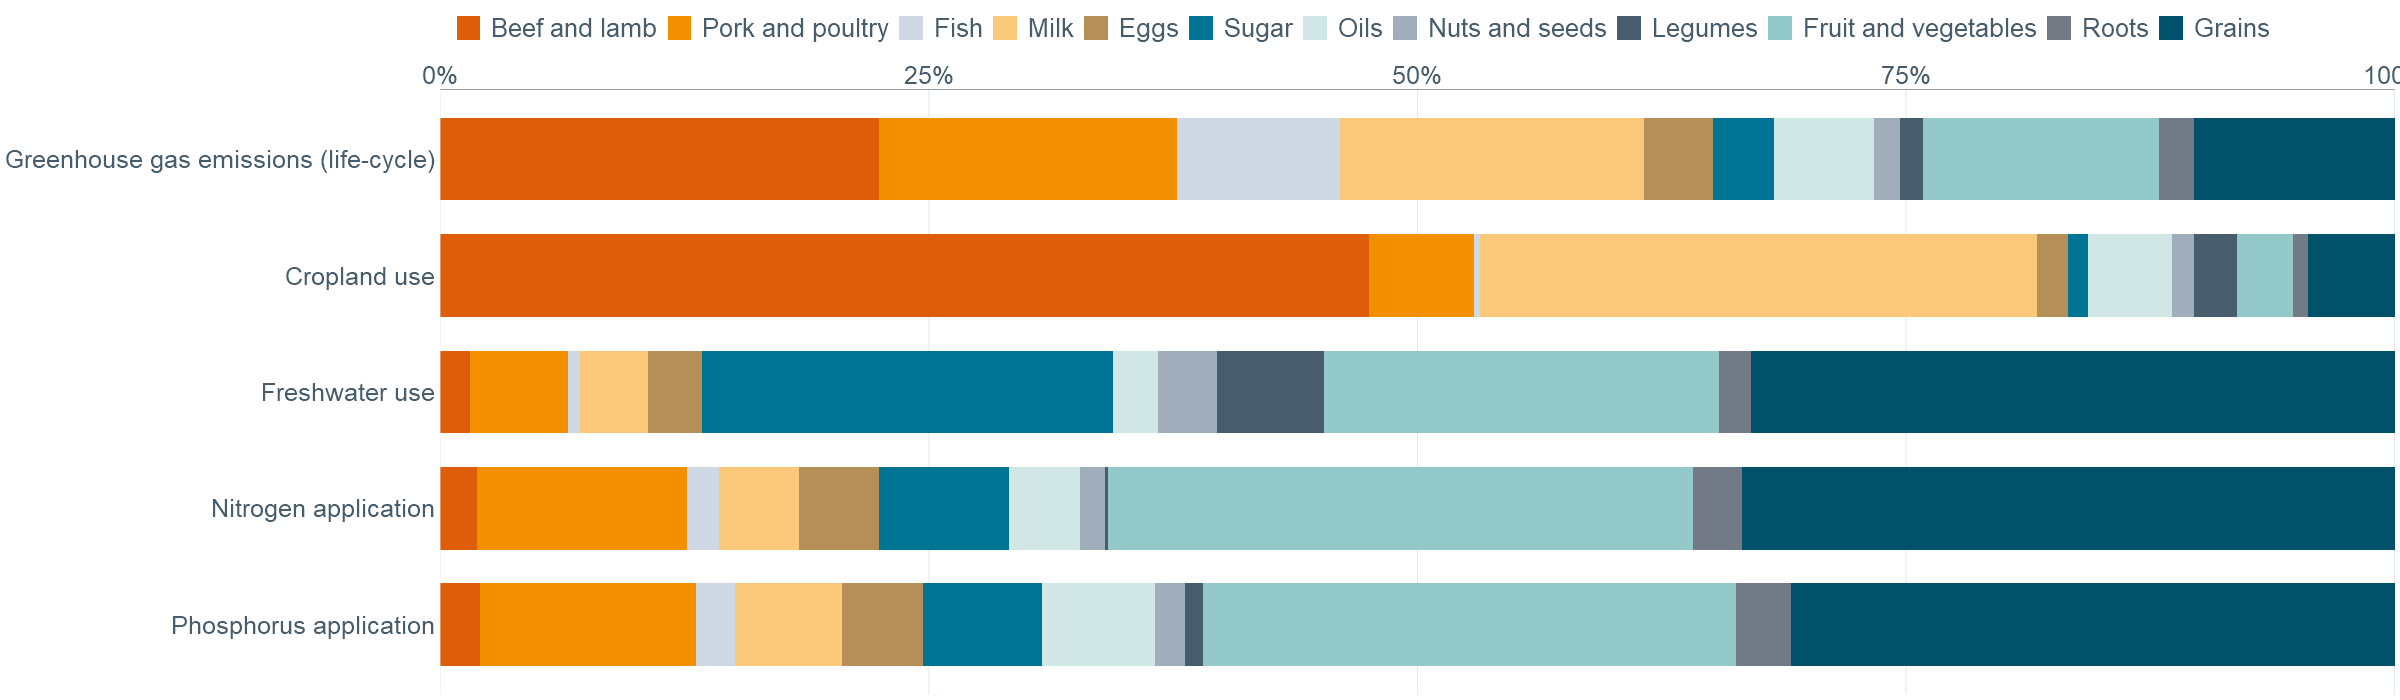 Beef and lamb Pork and poultry Fish Milk Eggs Sugar Oils Nuts and seeds Legumes Fruit and vegetables Roots Grains
0% 25% 50% 75% 100
Greenhouse gas emissions (life-cycle)
Cropland use
Freshwater use
Nitrogen application
Phosphorus application